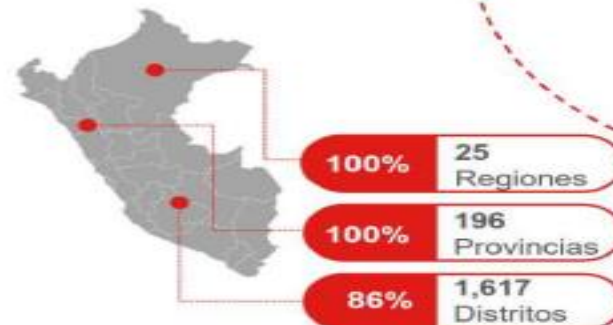 100%
25
Regiones
100%
196
Provincias
86%
1,617
Distritos